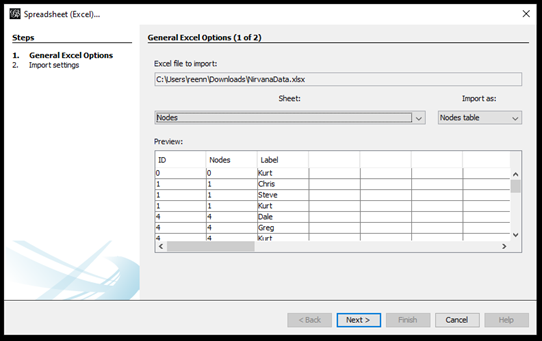 Spreadsheet (Excel)...
Steps
1. General Excel Options
2. Import settings
General Excel Options (1 of 2)
Excel file to import:
C:\Users\reenn\Downloads\NirvanaData.xlsx
Sheet: Import as:
Nodes Nodes table
Preview:
ID Nodes Label
0 0 Kurt
1 1 Chris
1 1 Steve
1 1 Kurt
4 4 Dale
4 4 Greg
4 4 Kurt
< Back Next > Finish Cancel Help